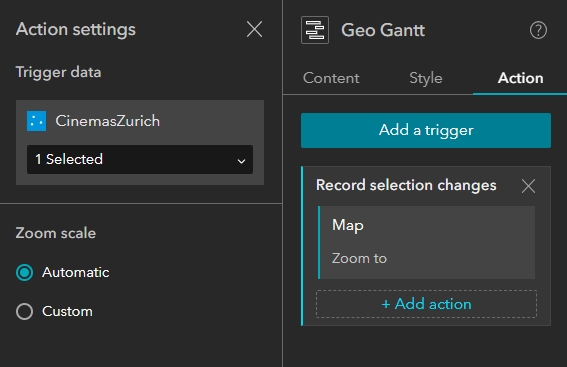 Action settings
Trigger data
CinemasZurich
1 Selected
Zoom scale
Automatic
Custom
Geo Gantt
?
Content Style Action
Add a trigger
Record selection changes
Map
Zoom to
+ Add action